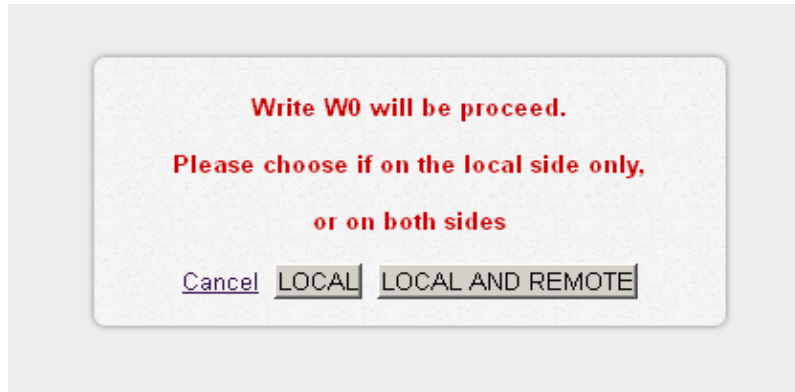 Write W0 will be proceed.
Please choose if on the local side only,
or on both sides
Cancel LOCAL LOCAL AND REMOTE